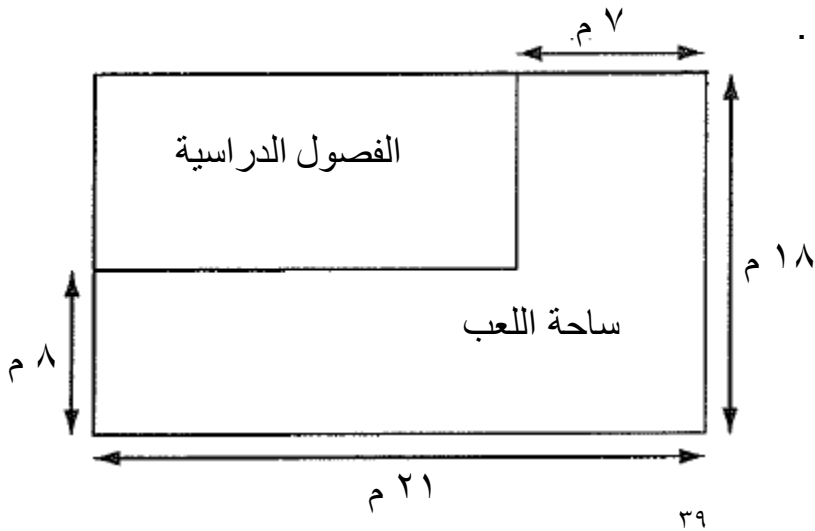 ٧ م
.
الفصول الدراسية
١٨ م
ساحة اللعب
٨ م
٢١ م
٣٩